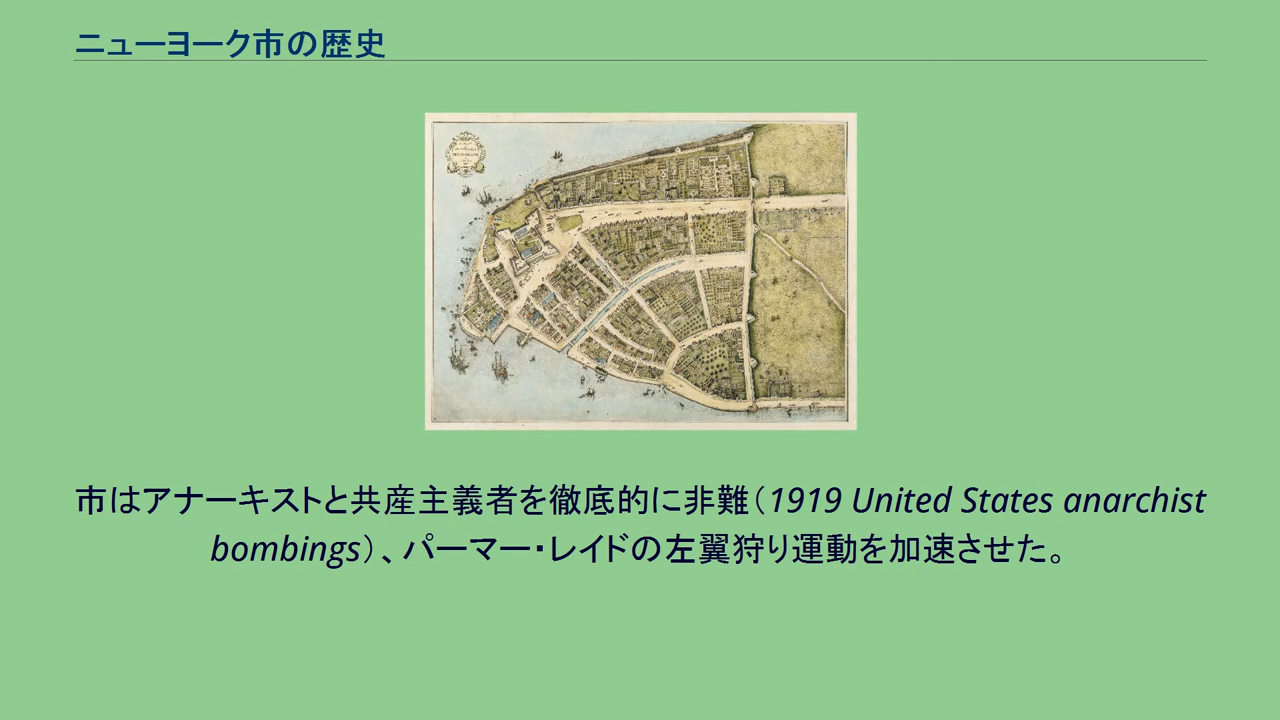 ニューヨーク市の歴史
市はアナーキストと共産主義者を徹底的に非難（1919 United States anarchist
bombings）、パーマー・レイドの左翼狩り運動を加速させた。